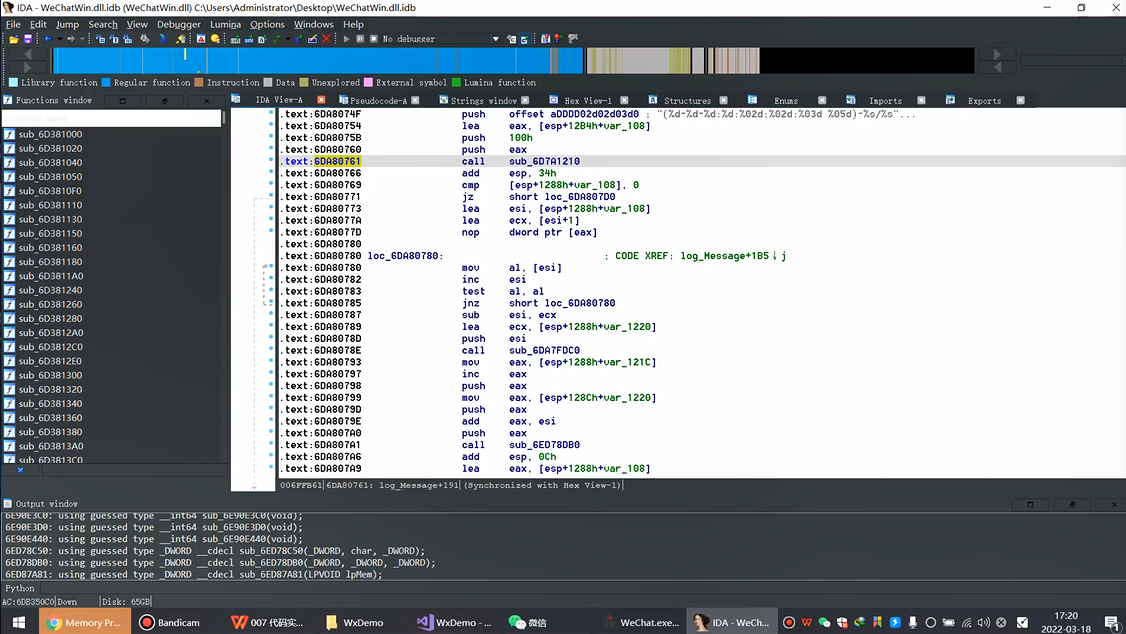 IDA - WeChatWin.dll.idb (WeChatWin.dll) C:\Users\Administrator\Desktop\WeChatWin.dll.idb
File Edit Jump Search View Debugger Lumina Options Windows Help
No debugger
Library function Regular function Instruction Data Unexplored External symbol Lumina function
Functions window
IDA View-A Pseudocode-A Strings window Hex View-1 Structures Enums Imports Exports
Function name
sub_6D381000
sub_6D381020
sub_6D381040
sub_6D381050
sub_6D3810F0
sub_6D381110
sub_6D381130
sub_6D381150
sub_6D381160
sub_6D381180
sub_6D3811A0
sub_6D381240
sub_6D381260
sub_6D381280
sub_6D3812A0
sub_6D3812C0
sub_6D3812E0
sub_6D381300
sub_6D381320
sub_6D381340
sub_6D381360
sub_6D381380
sub_6D3813A0
sub_6D3813C0
.text:6DA8074F push offset aDDDD02d02d03d0 ; "(%d-%d-%d:%d:%02d:%02d:%03d %05d)-%s/%s"...
.text:6DA80754 lea eax, [esp+12B4h+var_108]
.text:6DA8075B push 100h
.text:6DA80760 push eax
.text:6DA80761 call sub_6D7A1210
.text:6DA80766 add esp, 34h
.text:6DA80769 cmp [esp+1288h+var_108], 0
.text:6DA80771 jz short loc_6DA807D0
.text:6DA80773 lea esi, [esp+1288h+var_108]
.text:6DA8077A lea ecx, [esi+1]
.text:6DA8077D nop dword ptr [eax]
.text:6DA80780
.text:6DA80780 loc_6DA80780: ; CODE XREF: log_Message+1B5↓j
.text:6DA80780 mov al, [esi]
.text:6DA80782 inc esi
.text:6DA80783 test al, al
.text:6DA80785 jnz short loc_6DA80780
.text:6DA80787 sub esi, ecx
.text:6DA80789 lea ecx, [esp+1288h+var_1220]
.text:6DA8078D push esi
.text:6DA8078E call sub_6DA7FDC0
.text:6DA80793 mov eax, [esp+1288h+var_121C]
.text:6DA80797 inc eax
.text:6DA80798 push eax
.text:6DA80799 mov eax, [esp+128Ch+var_1220]
.text:6DA8079D push eax
.text:6DA8079E add eax, esi
.text:6DA807A0 push eax
.text:6DA807A1 call sub_6ED78DB0
.text:6DA807A6 add esp, 0Ch
.text:6DA807A9 lea eax, [esp+1288h+var_108]
006FFB61 6DA80761: log_Message+191 (Synchronized with Hex View-1)
Output window
6E90E3C0: using guessed type __int64 sub_6E90E3C0(void);
6E90E3D0: using guessed type __int64 sub_6E90E3D0(void);
6E90E440: using guessed type __int64 sub_6E90E440(void);
6ED78C50: using guessed type _DWORD __cdecl sub_6ED78C50(_DWORD, char, _DWORD);
6ED78DB0: using guessed type _DWORD __cdecl sub_6ED78DB0(_DWORD, _DWORD, _DWORD);
6ED87A81: using guessed type _DWORD __cdecl sub_6ED87A81(LPVOID lpMem);
Python
AC:6DB350C0 Down Disk: 65GB
Memory Pr... Bandicam 007 代码实... WxDemo WxDemo - ... 微信 WeChat.exe... IDA - WeCh... 17:20
2022-03-18